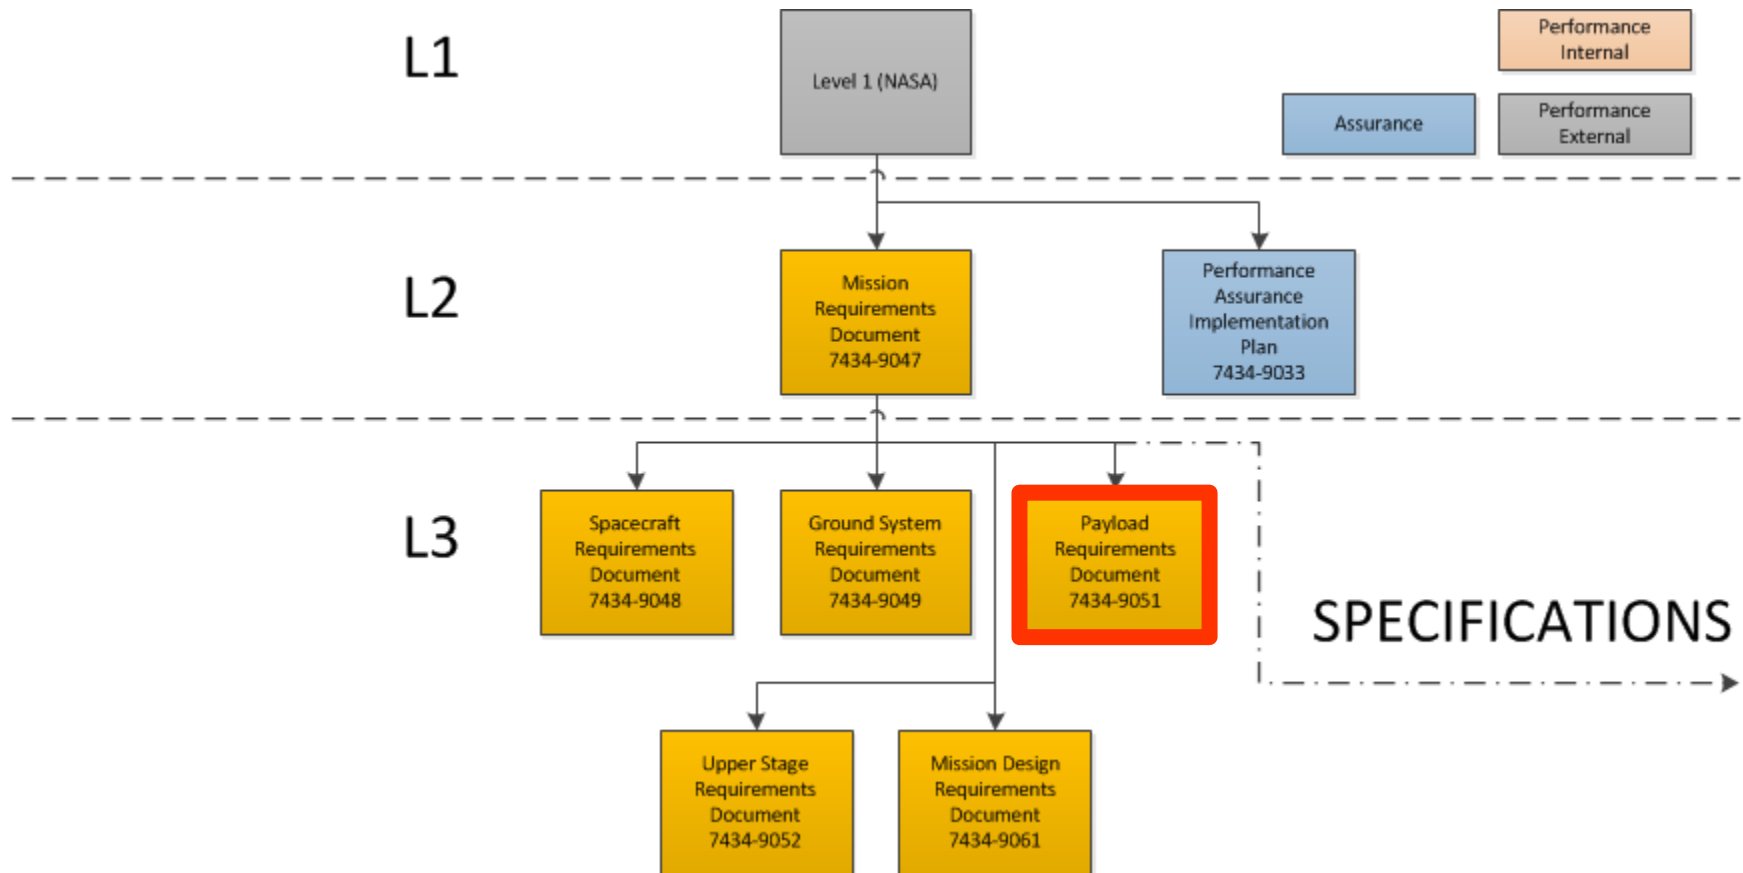 L1
Level 1 (NASA)
Performance
Internal
Assurance
Performance
External
L2
Mission
Requirements
Document
7434-9047
Performance
Assurance
Implementation
Plan
7434-9033
L3
Spacecraft
Requirements
Document
7434-9048
Ground System
Requirements
Document
7434-9049
Payload
Requirements
Document
7434-9051
SPECIFICATIONS
Upper Stage
Requirements
Document
7434-9052
Mission Design
Requirements
Document
7434-9061